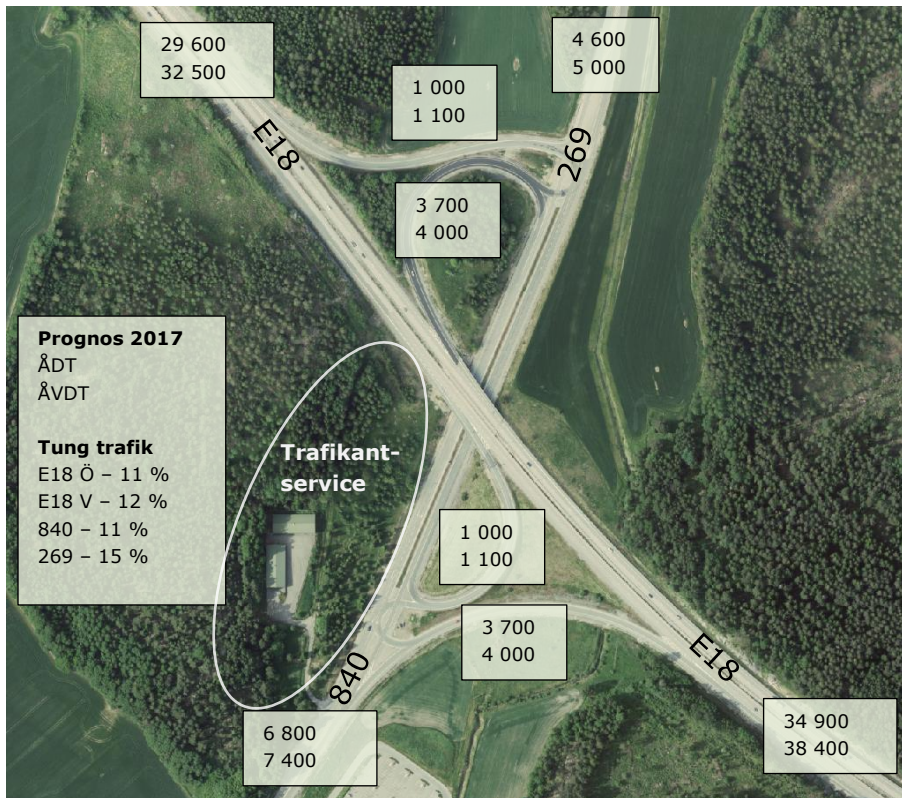 29 600
32 500
4 600
5 000
1 000
1 100
E18
269
3 700
4 000
Prognos 2017
ÅDT
ÅVDT
Tung trafik
E18 Ö – 11 %
E18 V – 12 %
840 – 11 %
269 – 15 %
Trafikant-
service
1 000
1 100
3 700
4 000
E18
840
6 800
7 400
34 900
38 400